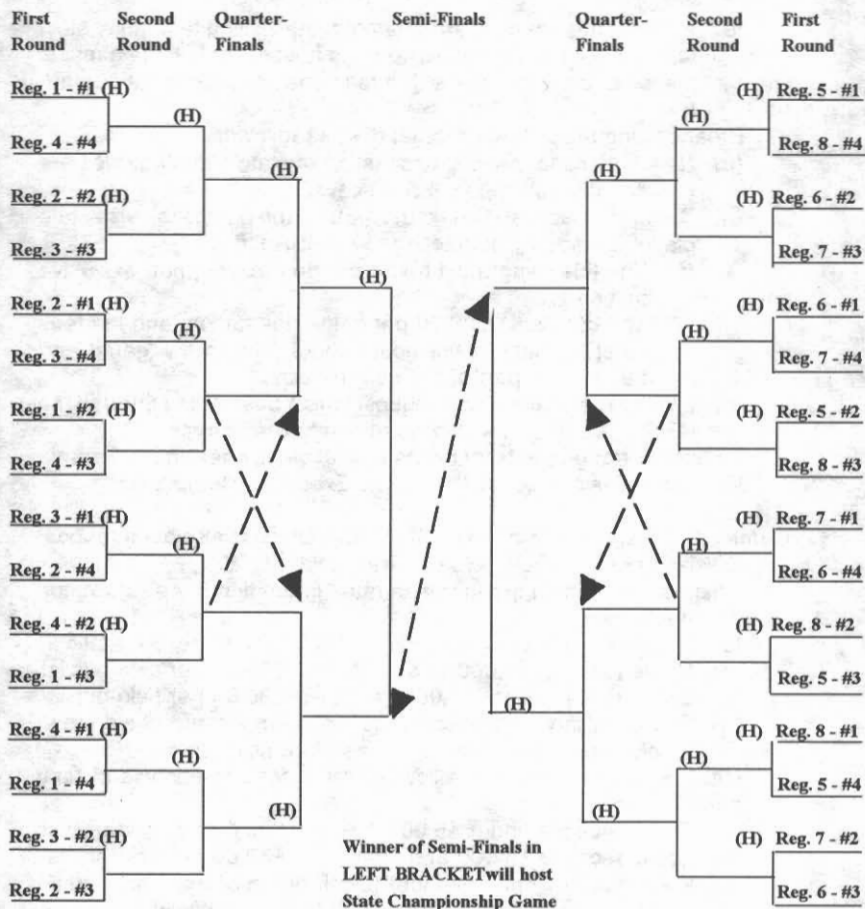 First Second Quarter- Semi-Finals Quarter- Second First
Round Round Finals Finals Round Round
Reg. 1 - #1 (H) (H) Reg. 5 - #1
(H) (H)
Reg. 4 - #4 Reg. 8 - #4
(H) (H)
Reg. 2 - #2 (H) (H) Reg. 6 - #2
Reg. 3 - #3 Reg. 7 - #3
(H)
Reg. 2 - #1 (H) (H) Reg. 6 - #1
(H) (H)
Reg. 3 - #4 Reg. 7 - #4
Reg. 1 - #2 (H) (H) Reg. 5 - #2
Reg. 4 - #3 Reg. 8 - #3
Reg. 3 - #1 (H) (H) Reg. 7 - #1
(H) (H)
Reg. 2 - #4 Reg. 6 - #4
Reg. 4 - #2 (H) (H) Reg. 8 - #2
Reg. 1 - #3 Reg. 5 - #3
(H)
Reg. 4 - #1 (H) (H) Reg. 8 - #1
(H) (H)
Reg. 1 - #4 Reg. 5 - #4
(H) (H)
Reg. 3 - #2 (H) (H) Reg. 7 - #2
Reg. 2 - #3 Reg. 6 - #3
Winner of Semi-Finals in
LEFT BRACKET will host
State Championship Game